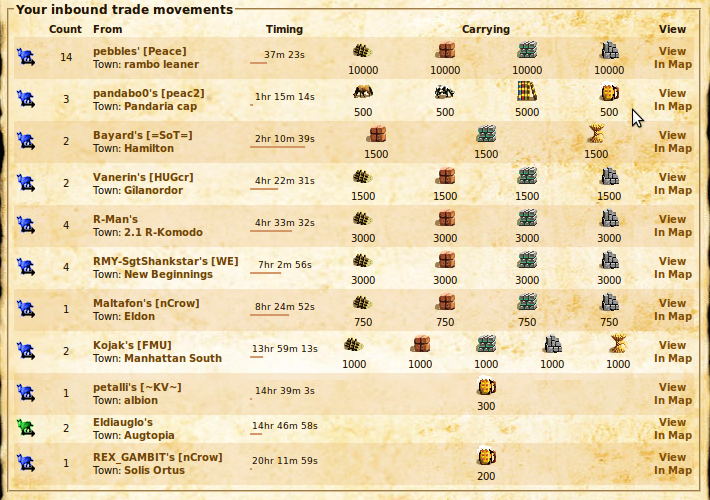 Your inbound trade movements
Count From Timing Carrying View
14 pebbles' [Peace] 37m 23s View
Town: rambo leaner 10000 10000 10000 10000 In Map
3 pandabo0's [peac2] 1hr 15m 14s View
Town: Pandaria cap 500 500 5000 500 In Map
2 Bayard's [=SoT=] 2hr 10m 39s View
Town: Hamilton 1500 1500 1500 In Map
2 Vanerin's [HUGcr] 4hr 22m 31s View
Town: Gilanordor 1500 1500 1500 1500 In Map
4 R-Man's 4hr 33m 32s View
Town: 2.1 R-Komodo 3000 3000 3000 3000 In Map
4 RMY-SgtShankstar's [WE] 7hr 2m 56s View
Town: New Beginnings 3000 3000 3000 3000 In Map
1 Maltafon's [nCrow] 8hr 24m 52s View
Town: Eldon 750 750 750 750 In Map
2 Kojak's [FMU] 13hr 59m 13s View
Town: Manhattan South 1000 1000 1000 1000 1000 In Map
1 petalli's [~KV~] 14hr 39m 3s View
Town: albion 300 In Map
2 Eldiauglo's 14hr 46m 58s View
Town: Augtopia In Map
1 REX_GAMBIT's [nCrow] 20hr 11m 59s View
Town: Solis Ortus 200 In Map